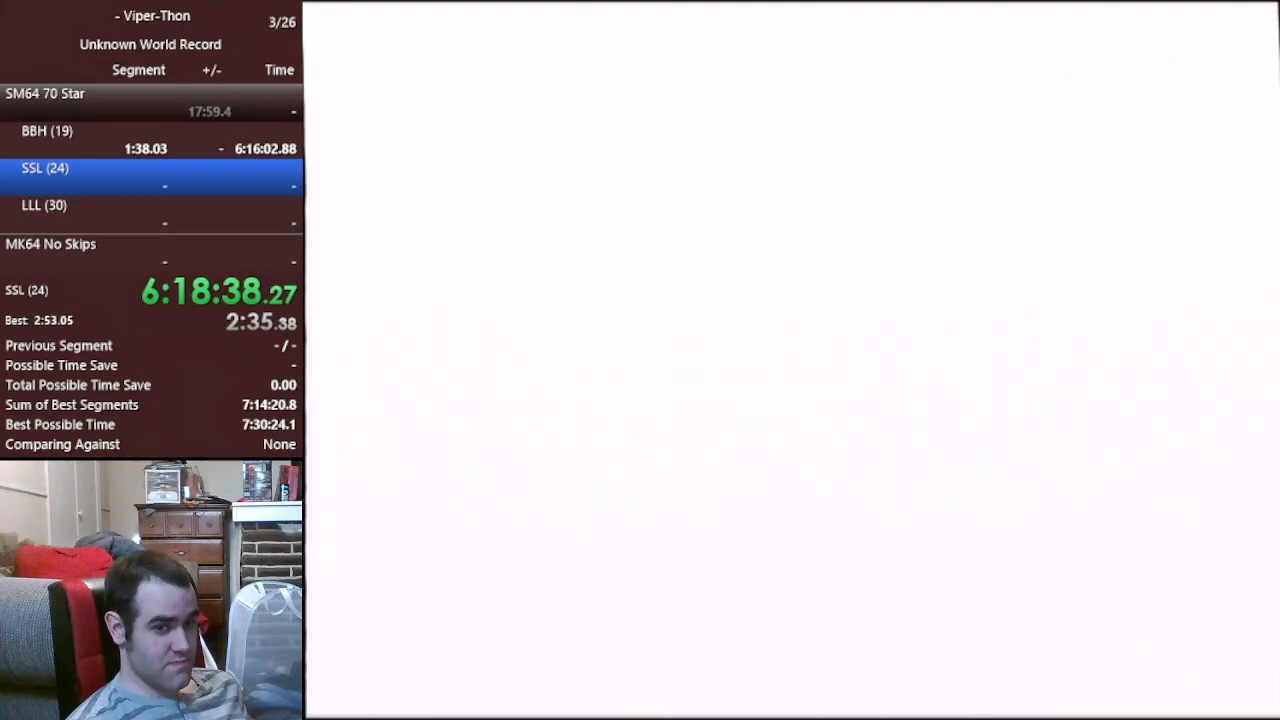 - Viper-Thon
3/26
Unknown World Record
Segment +/- Time
SM64 70 Star
17:59.4 -
BBH (19)
1:38.03 - 6:16:02.88
SSL (24)
- -
LLL (30)
- -
MK64 No Skips
- -
SSL (24) 6:18:38.27
Best: 2:53.05 2:35.38
Previous Segment - / -
Possible Time Save -
Total Possible Time Save 0.00
Sum of Best Segments 7:14:20.8
Best Possible Time 7:30:24.1
Comparing Against None